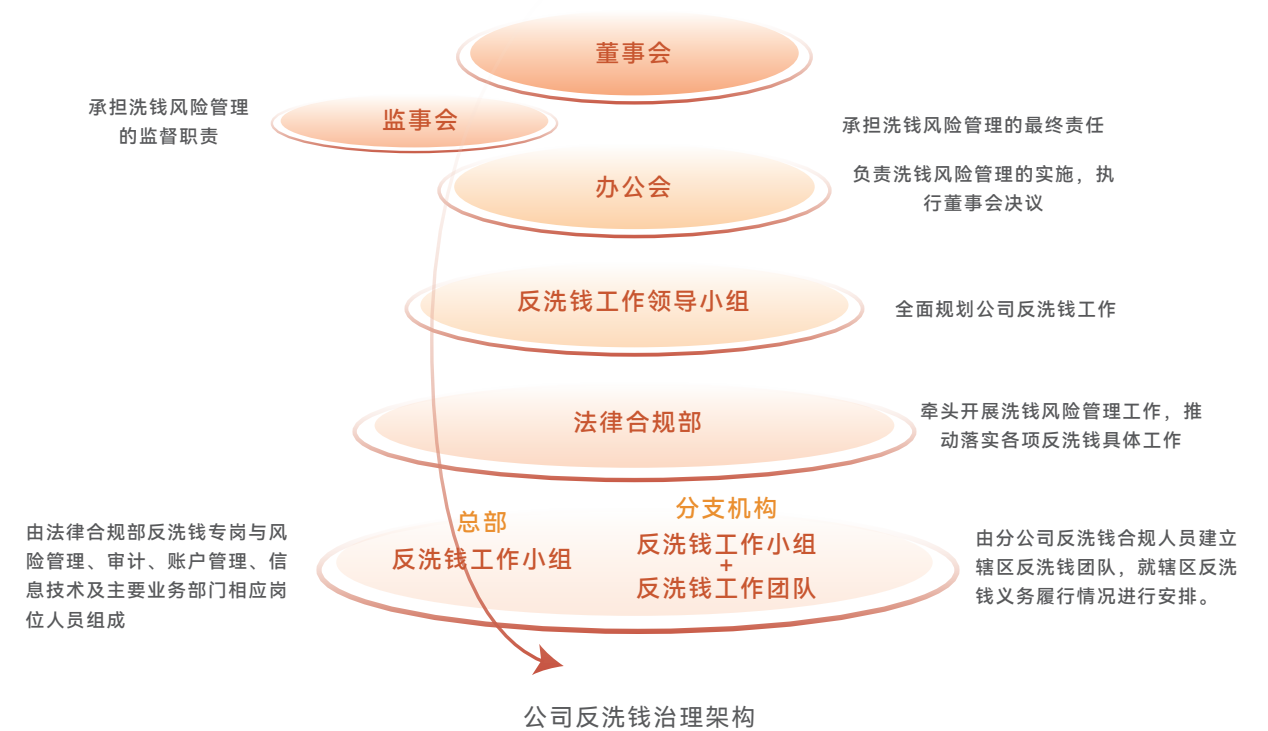 董事会
监事会
承担洗钱风险管理
的监督职责
承担洗钱风险管理的最终责任
办公会
负责洗钱风险管理的实施，执
行董事会决议
反洗钱工作领导小组
全面规划公司反洗钱工作
法律合规部
牵头开展洗钱风险管理工作，推
动落实各项反洗钱具体工作
由法律合规部反洗钱专岗与风
险管理、审计、账户管理、信
息技术及主要业务部门相应岗
位人员组成
总部
反洗钱工作小组
分支机构
反洗钱工作小组
+
反洗钱工作团队
由分公司反洗钱合规人员建立
辖区反洗钱团队，就辖区反洗
钱义务履行情况进行安排。
公司反洗钱治理架构